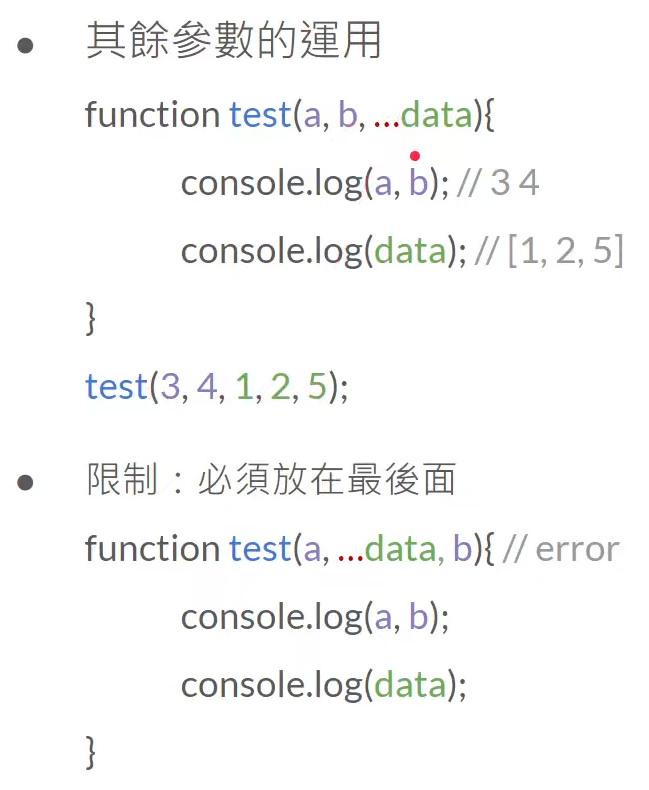 ● 其餘參數的運用
function test(a, b, ...data){
console.log(a, b); // 3 4
console.log(data); // [1, 2, 5]
}
test(3, 4, 1, 2, 5);
● 限制：必須放在最後面
function test(a, ...data, b){ // error
console.log(a, b);
console.log(data);
}